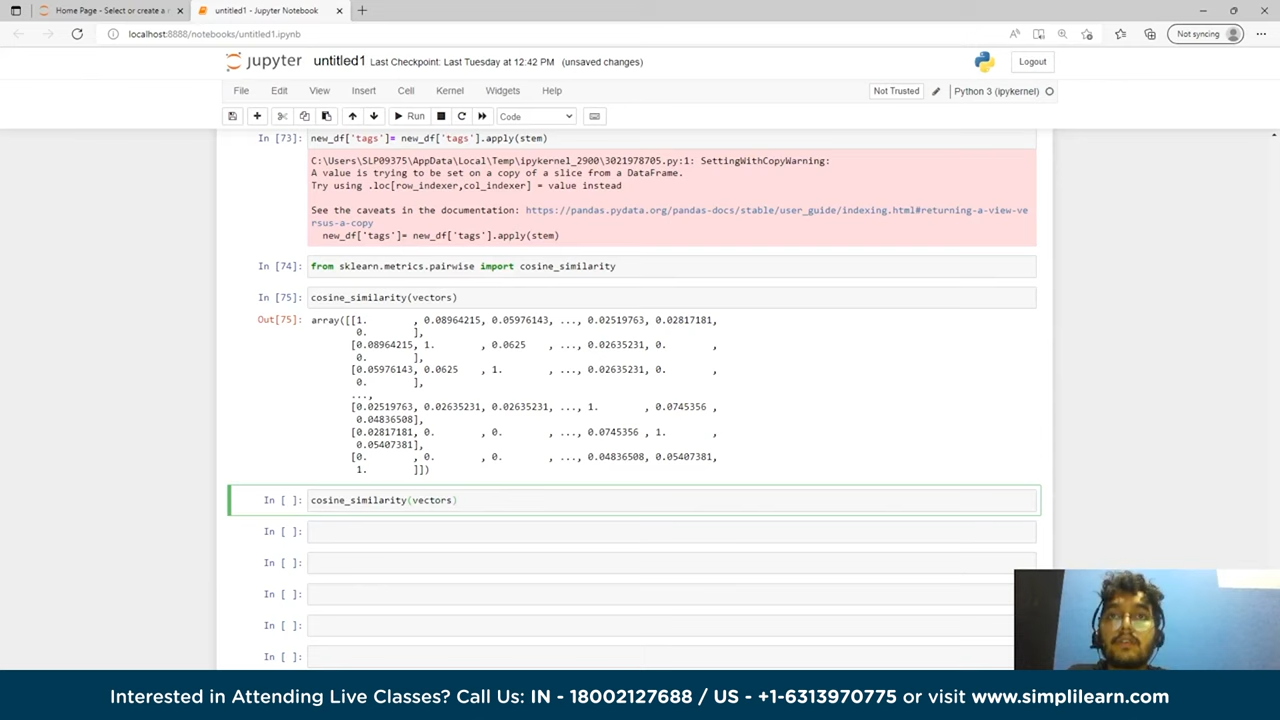 Home Page - Select or create a n
untitled1 - Jupyter Notebook
localhost:8888/notebooks/untitled1.ipynb
Not syncing
jupyter untitled1 Last Checkpoint: Last Tuesday at 12:42 PM (unsaved changes)
Logout
File Edit View Insert Cell Kernel Widgets Help
Not Trusted
Python 3 (ipykernel)
Run
Code
In [73]: new_df['tags']= new_df['tags'].apply(stem)
C:\Users\SLP09375\AppData\Local\Temp\ipykernel_2900\3021978705.py:1: SettingWithCopyWarning:
A value is trying to be set on a copy of a slice from a DataFrame.
Try using .loc[row_indexer,col_indexer] = value instead
See the caveats in the documentation: https://pandas.pydata.org/pandas-docs/stable/user_guide/indexing.html#returning-a-view-ve
rsus-a-copy
new_df['tags']= new_df['tags'].apply(stem)
In [74]: from sklearn.metrics.pairwise import cosine_similarity
In [75]: cosine_similarity(vectors)
Out[75]: array([[1. , 0.08964215, 0.05976143, ..., 0.02519763, 0.02817181,
0. ],
[0.08964215, 1. , 0.0625 , ..., 0.02635231, 0. ,
0. ],
[0.05976143, 0.0625 , 1. , ..., 0.02635231, 0. ,
0. ],
...,
[0.02519763, 0.02635231, 0.02635231, ..., 1. , 0.0745356 ,
0.04836508],
[0.02817181, 0. , 0. , ..., 0.0745356 , 1. ,
0.05407381],
[0. , 0. , 0. , ..., 0.04836508, 0.05407381,
1. ]])
In [ ]: cosine_similarity(vectors)
In [ ]:
In [ ]:
In [ ]:
In [ ]:
In [ ]:
Interested in Attending Live Classes? Call Us: IN - 18002127688 / US - +1-6313970775 or visit www.simplilearn.com